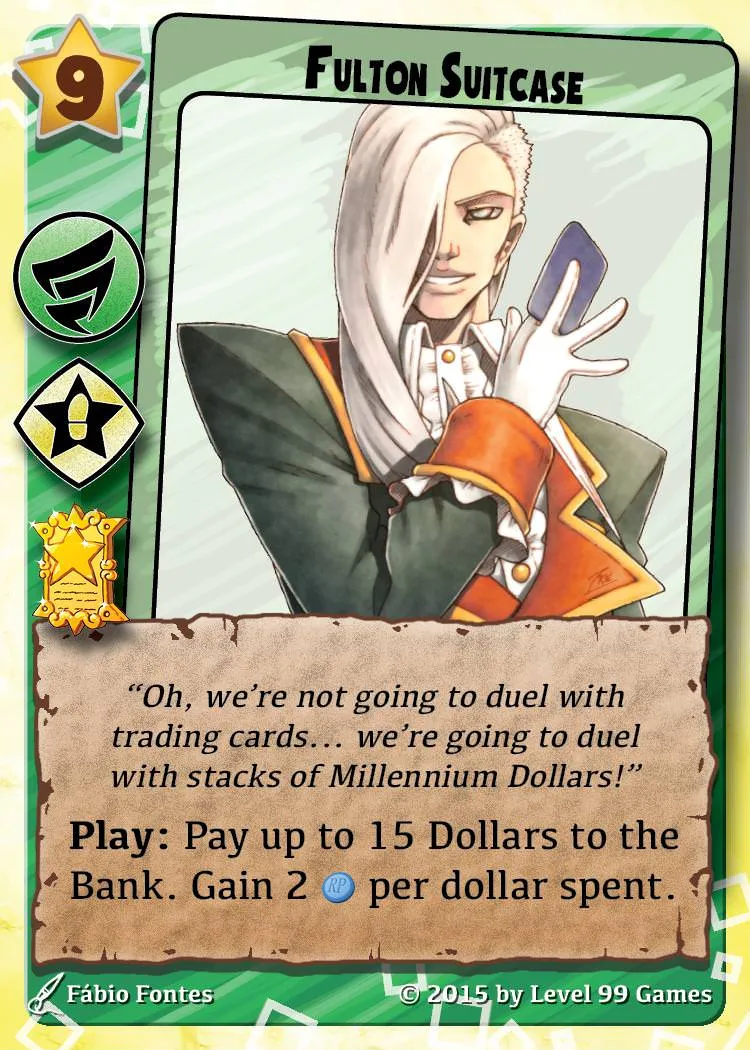 9
FULTON SUITCASE
“Oh, we’re not going to duel with
trading cards... we’re going to duel
with stacks of Millennium Dollars!”
Play: Pay up to 15 Dollars to the
Bank. Gain 2 RP per dollar spent.
Fábio Fontes
© 2015 by Level 99 Games